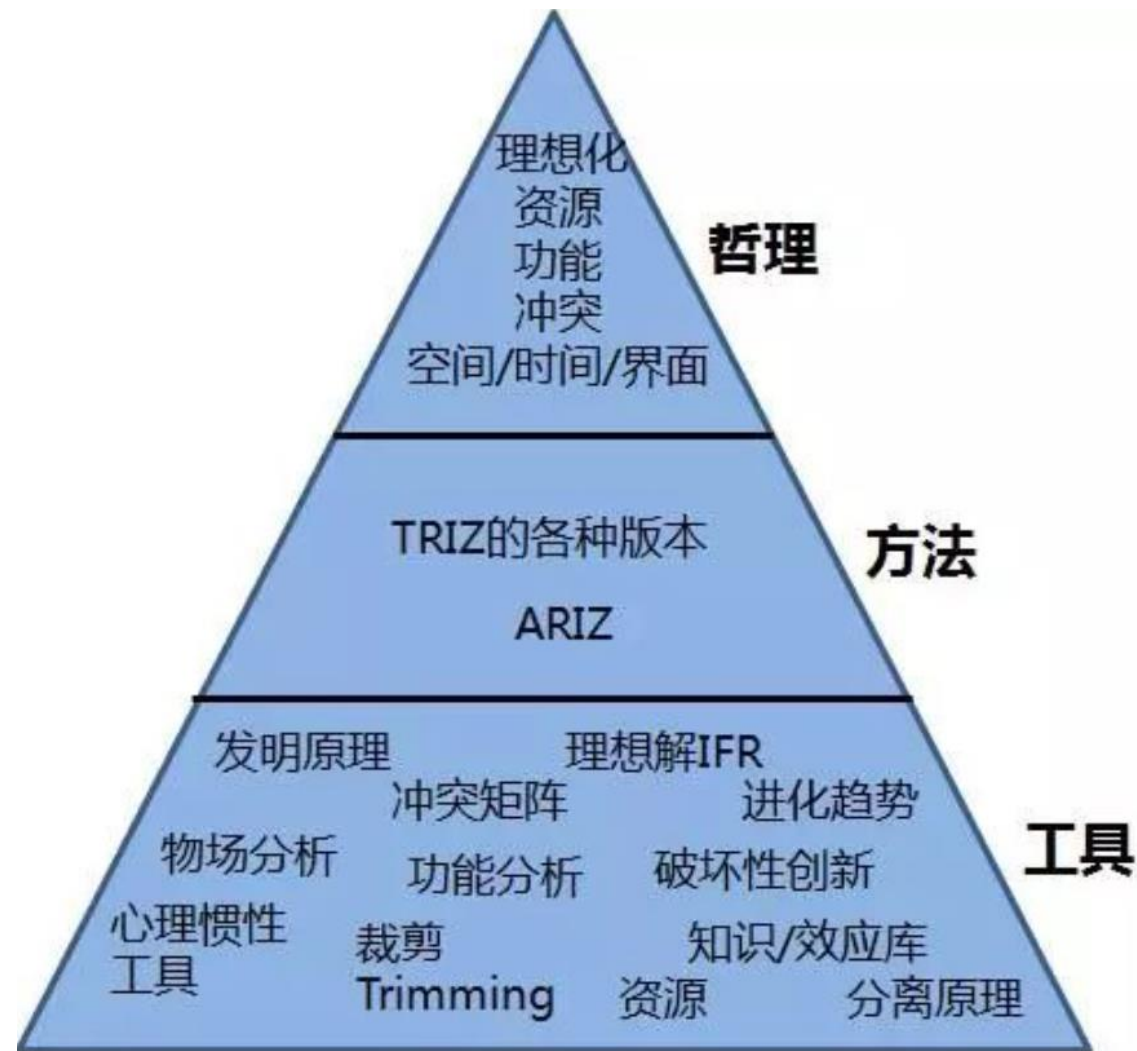 理想化
资源
功能
冲突
空间/时间/界面
哲理
TRIZ的各种版本
ARIZ
方法
发明原理
理想解IFR
冲突矩阵
进化趋势
物场分析
功能分析
破坏性创新
工具
心理惯性
工具
裁剪
Trimming
知识/效应库
资源
分离原理